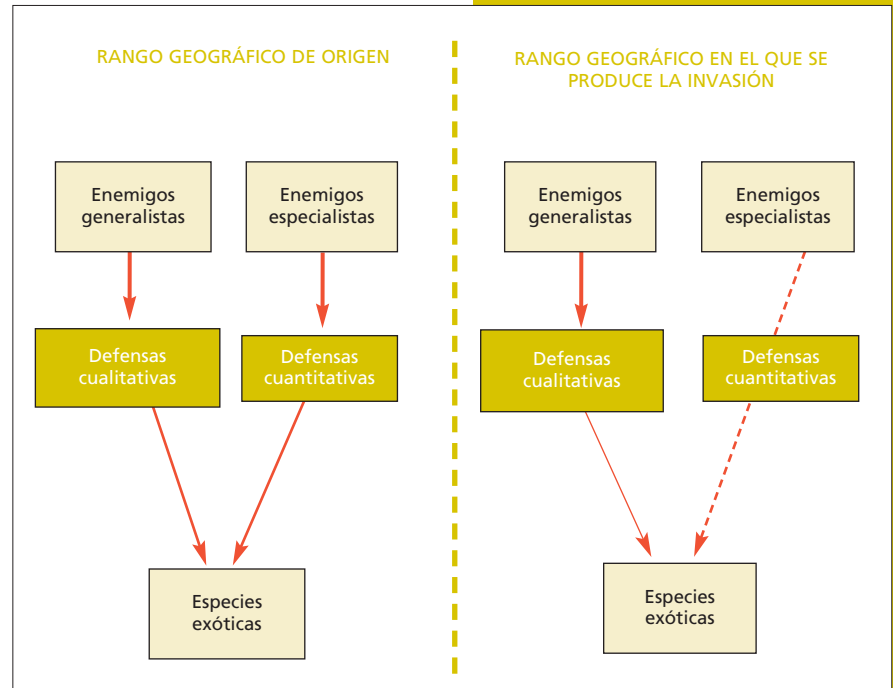 RANGO GEOGRÁFICO DE ORIGEN
Enemigos
generalistas
Enemigos
especialistas
Defensas
cualitativas
Defensas
cuantitativas
Especies
exóticas
RANGO GEOGRÁFICO EN EL QUE SE
PRODUCE LA INVASIÓN
Enemigos
generalistas
Enemigos
especialistas
Defensas
cualitativas
Defensas
cuantitativas
Especies
exóticas